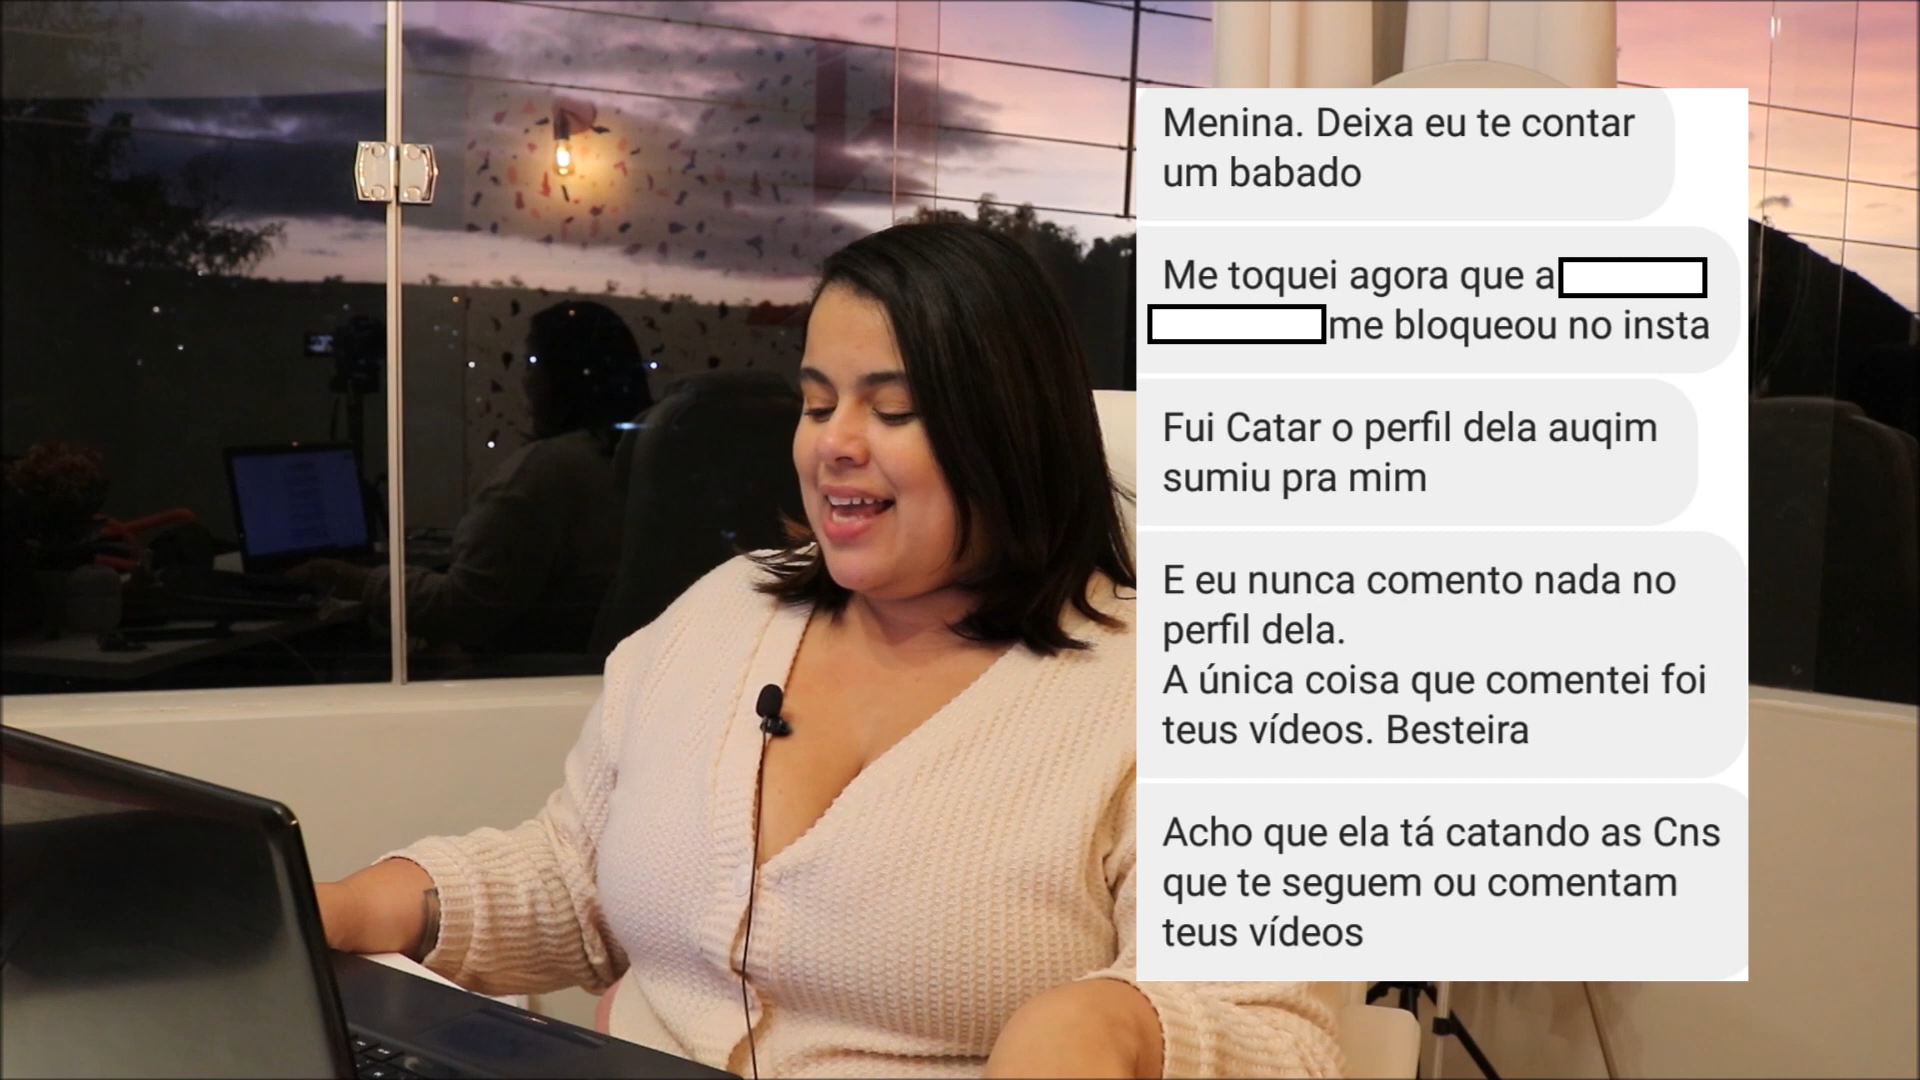 Menina. Deixa eu te contar
um babado
Me toquei agora que a
me bloqueou no insta
Fui Catar o perfil dela auqim
sumiu pra mim
E eu nunca comento nada no
perfil dela.
A única coisa que comentei foi
teus vídeos. Besteira
Acho que ela tá catando as Cns
que te seguem ou comentam
teus vídeos